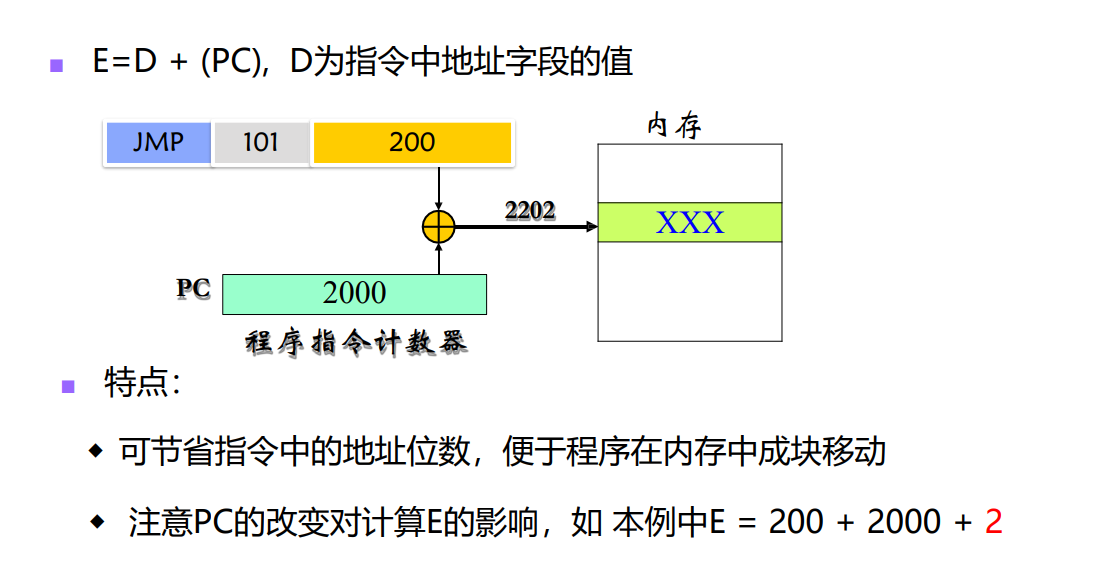 E=D + (PC)，D为指令中地址字段的值
内存
JMP 101 200
2202
XXX
PC 2000
程序指令计数器
特点：
可节省指令中的地址位数，便于程序在内存中成块移动
注意PC的改变对计算E的影响，如 本例中E = 200 + 2000 + 2